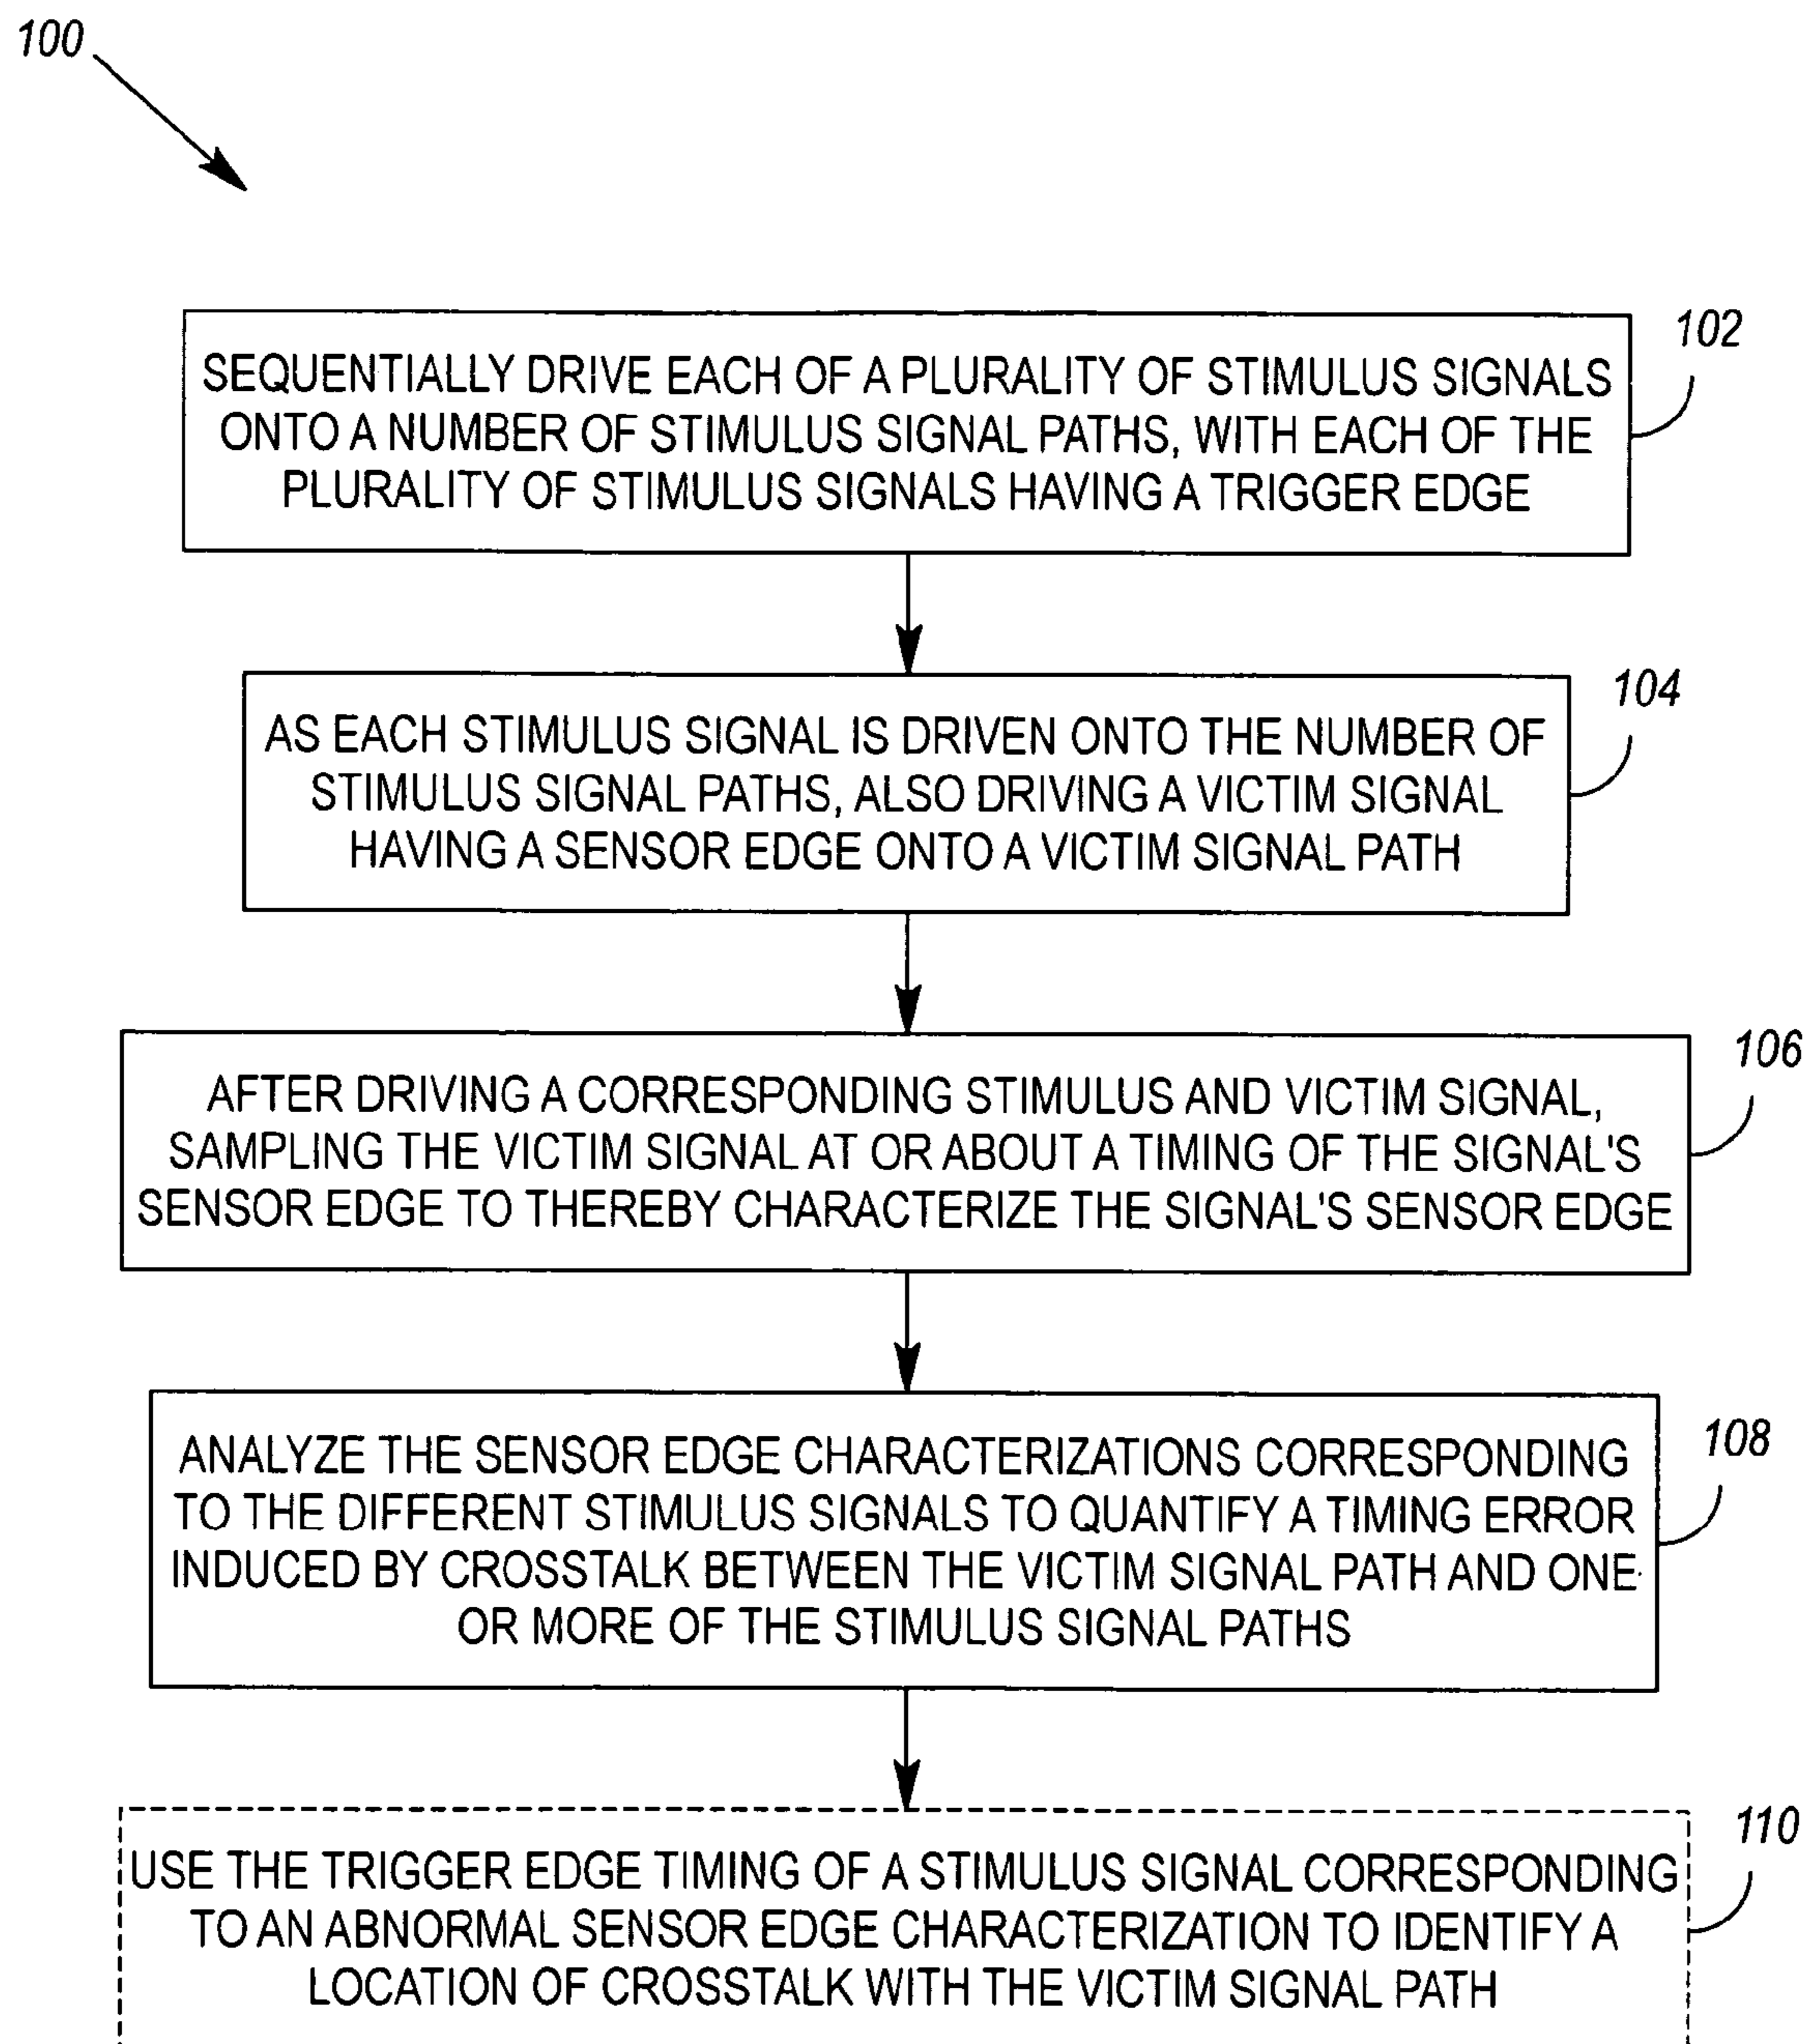 100
102
SEQUENTIALLY DRIVE EACH OF A PLURALITY OF STIMULUS SIGNALS
ONTO A NUMBER OF STIMULUS SIGNAL PATHS, WITH EACH OF THE
PLURALITY OF STIMULUS SIGNALS HAVING A TRIGGER EDGE
104
AS EACH STIMULUS SIGNAL IS DRIVEN ONTO THE NUMBER OF
STIMULUS SIGNAL PATHS, ALSO DRIVING A VICTIM SIGNAL
HAVING A SENSOR EDGE ONTO A VICTIM SIGNAL PATH
106
AFTER DRIVING A CORRESPONDING STIMULUS AND VICTIM SIGNAL,
SAMPLING THE VICTIM SIGNAL AT OR ABOUT A TIMING OF THE SIGNAL'S
SENSOR EDGE TO THEREBY CHARACTERIZE THE SIGNAL'S SENSOR EDGE
108
ANALYZE THE SENSOR EDGE CHARACTERIZATIONS CORRESPONDING
TO THE DIFFERENT STIMULUS SIGNALS TO QUANTIFY A TIMING ERROR
INDUCED BY CROSSTALK BETWEEN THE VICTIM SIGNAL PATH AND ONE
OR MORE OF THE STIMULUS SIGNAL PATHS
110
USE THE TRIGGER EDGE TIMING OF A STIMULUS SIGNAL CORRESPONDING
TO AN ABNORMAL SENSOR EDGE CHARACTERIZATION TO IDENTIFY A
LOCATION OF CROSSTALK WITH THE VICTIM SIGNAL PATH